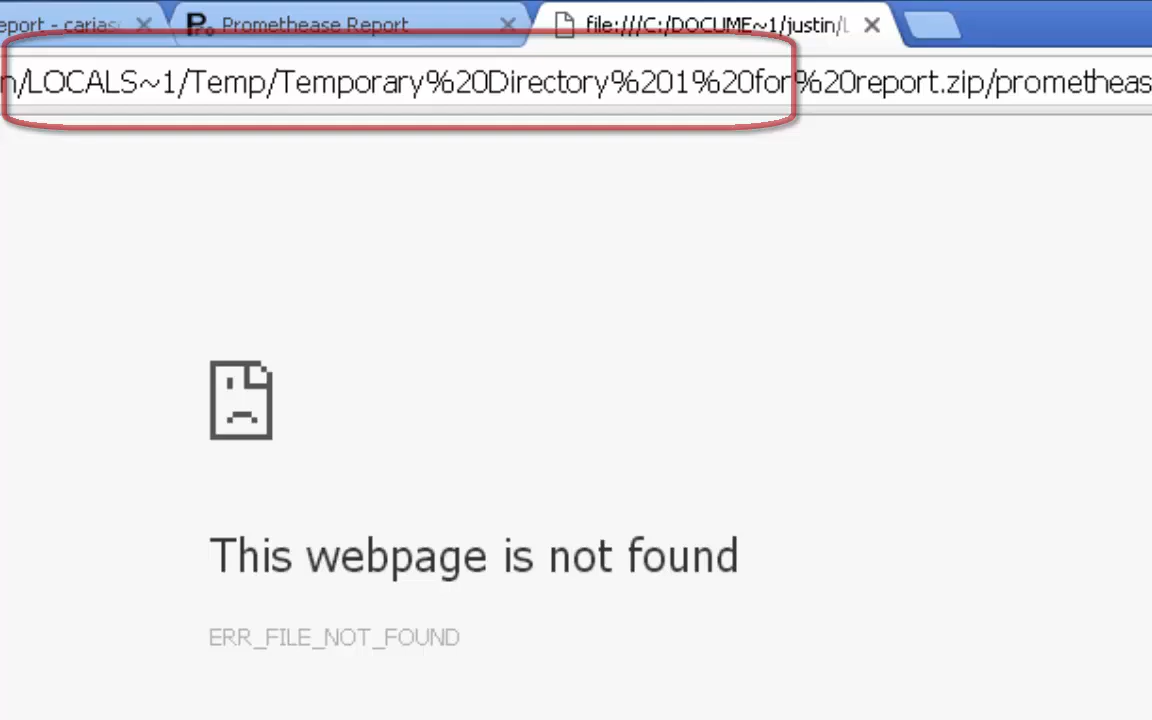 eport - carias
Promethease Report
file:///C:/DOCUME~1/justin/L
n/LOCALS~1/Temp/Temporary%20Directory%201%20for%20report.zip/prometheas
This webpage is not found
ERR_FILE_NOT_FOUND